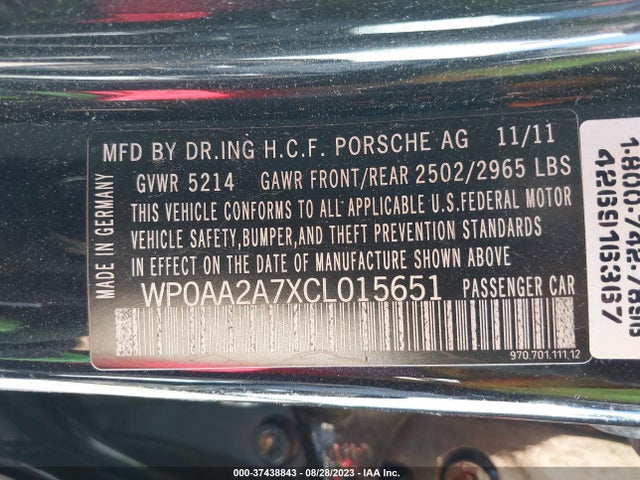 MFD BY DR.ING H.C.F. PORSCHE AG 11/11
GVWR 5214 GAWR FRONT/REAR 2502/2965 LBS
MADE IN GERMANY
THIS VEHICLE CONFORMS TO ALL APPLICABLE U.S.FEDERAL MOTOR
VEHICLE SAFETY,BUMPER,AND THEFT PREVENTION STANDARDS
IN EFFECT ON THE DATE OF MANUFACTURE SHOWN ABOVE.
WP0AA2A7XCL015651 PASSENGER CAR
970.701.111.12
426916367
000-37438843 / 08/28/2023 - IAA Inc.